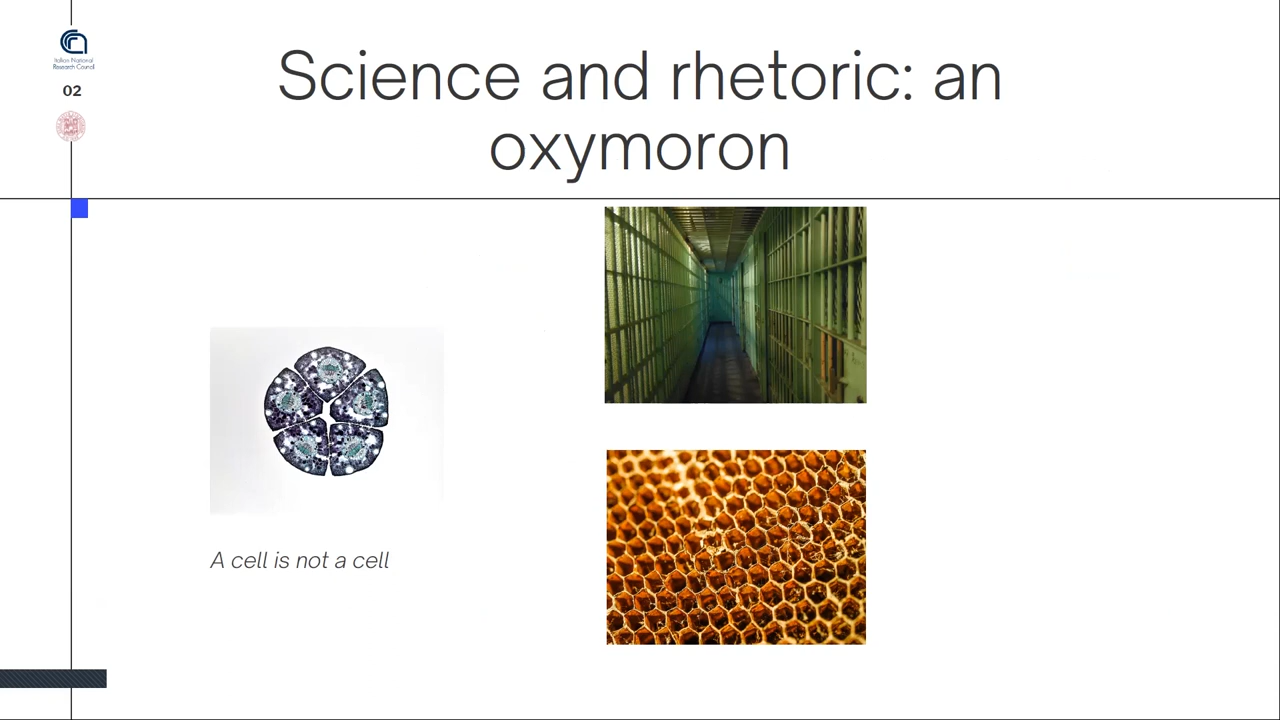 Italian National
Research Council
02
Science and rhetoric: an
oxymoron
A cell is not a cell